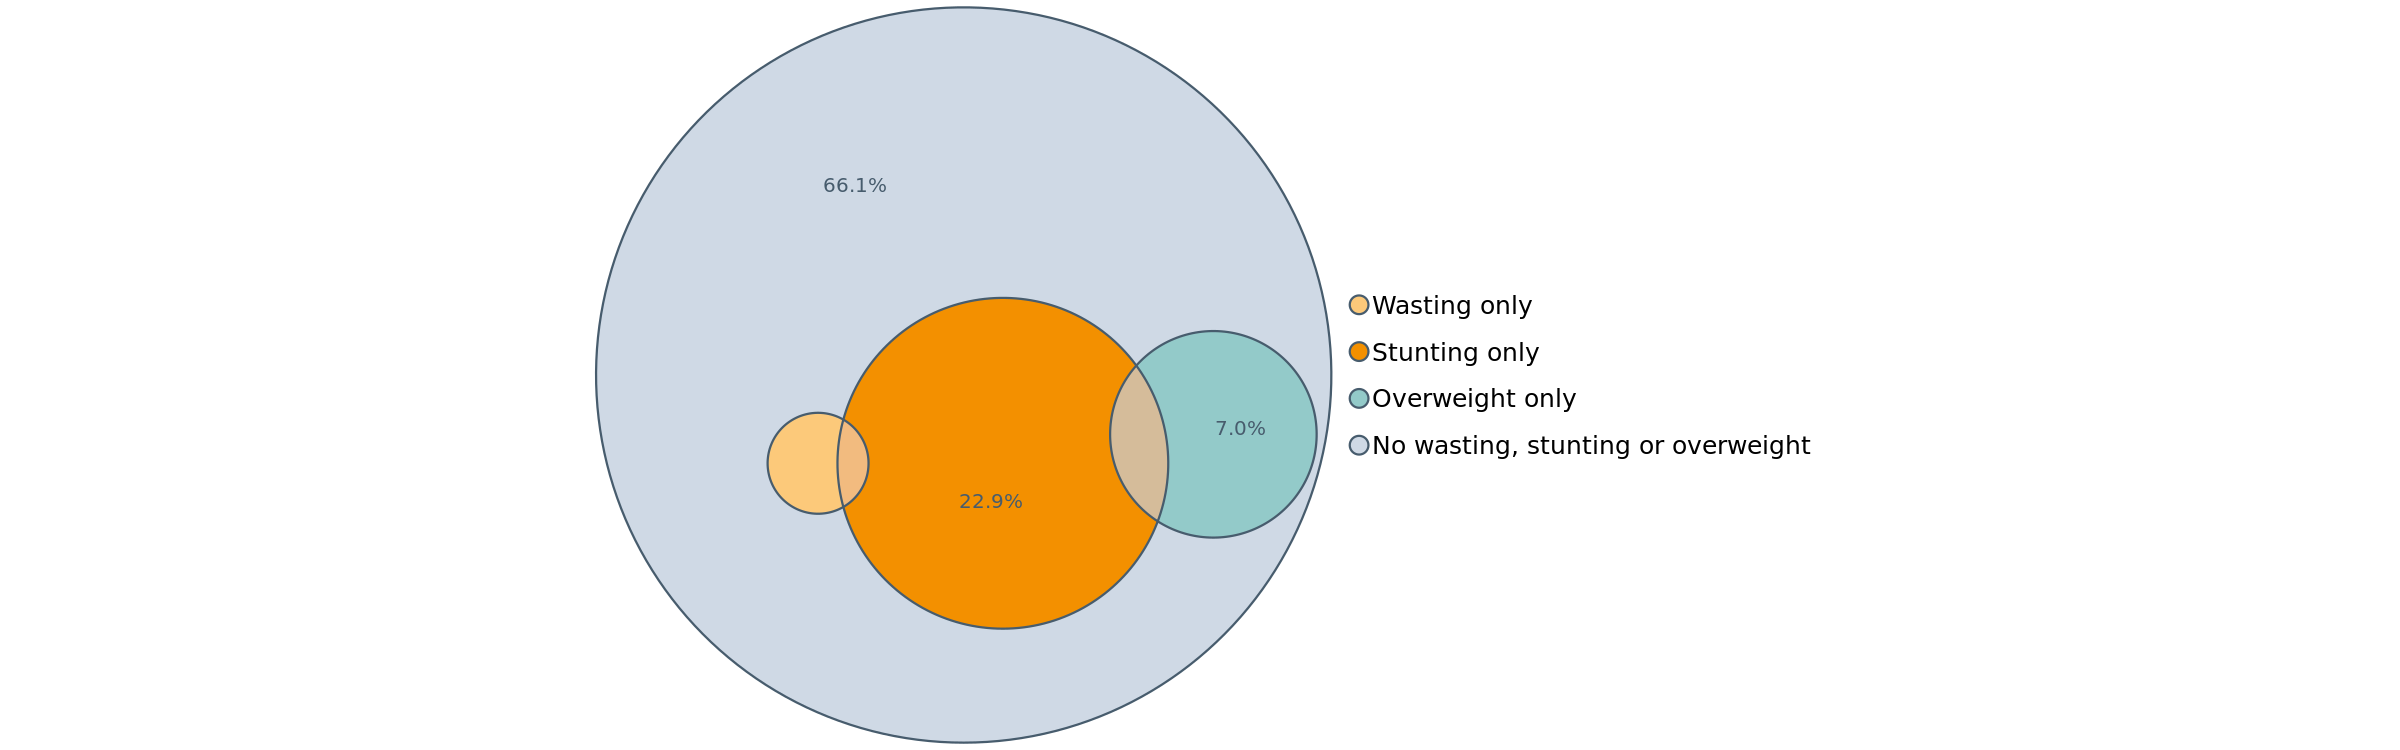 66.1%
22.9%
7.0%
Wasting only
Stunting only
Overweight only
No wasting, stunting or overweight